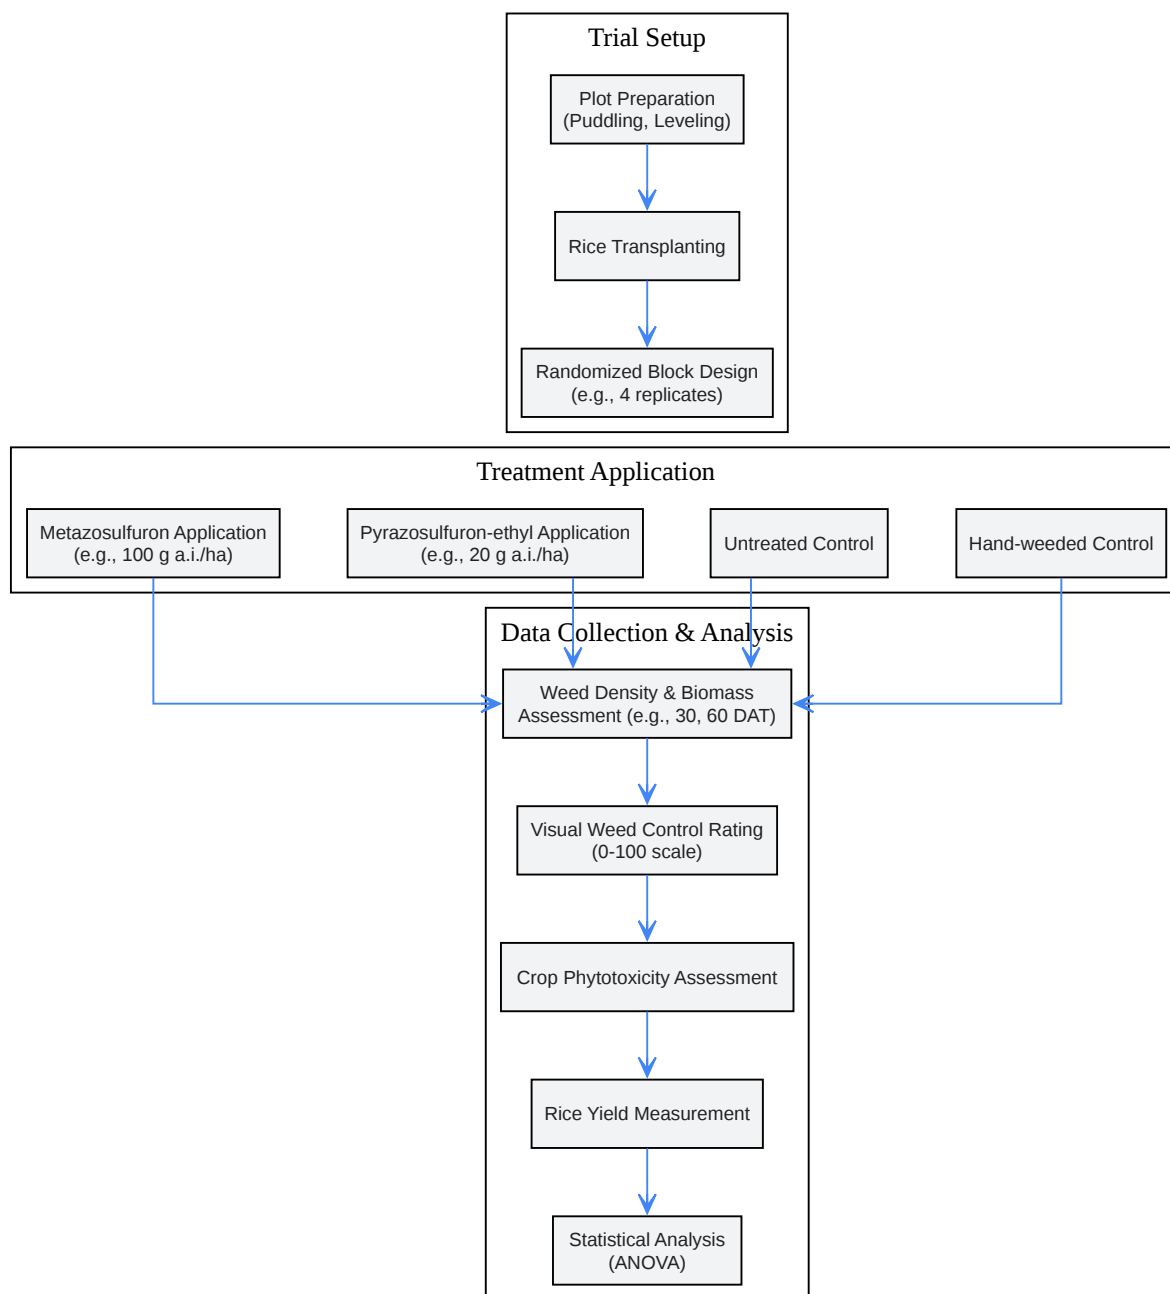 Trial Setup
Plot Preparation
(Puddling, Leveling)
Rice Transplanting
Randomized Block Design
(e.g., 4 replicates)
Treatment Application
Metazosulfuron Application
(e.g., 100 g a.i./ha)
Pyrazosulfuron-ethyl Application
(e.g., 20 g a.i./ha)
Untreated Control
Hand-weeded Control
Data Collection & Analysis
Weed Density & Biomass
Assessment (e.g., 30, 60 DAT)
Visual Weed Control Rating
(0-100 scale)
Crop Phytotoxicity Assessment
Rice Yield Measurement
Statistical Analysis
(ANOVA)